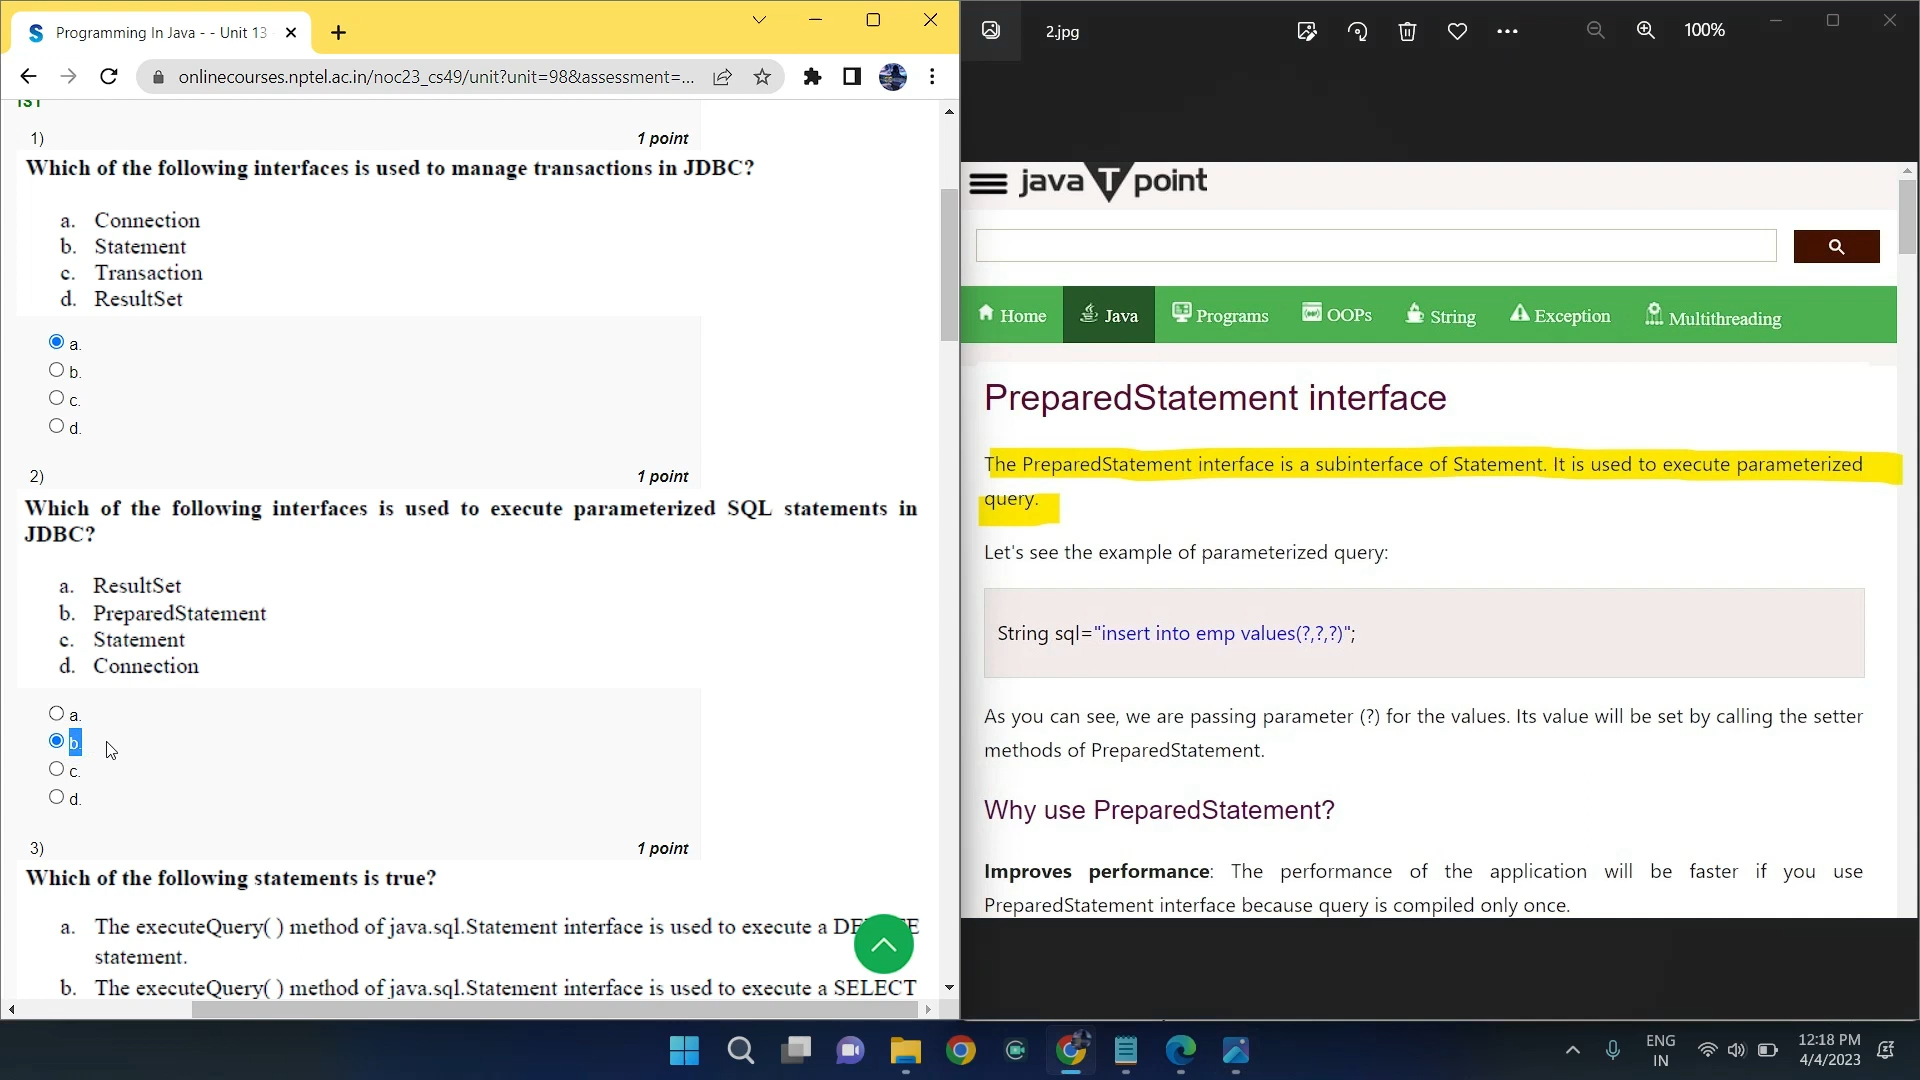 Programming In Java - - Unit 13
onlinecourses.nptel.ac.in/noc23_cs49/unit?unit=98&assessment=...
131
1)
1 point
Which of the following interfaces is used to manage transactions in JDBC?
a. Connection
b. Statement
c. Transaction
d. ResultSet
a.
b.
c.
d.
2)
1 point
Which of the following interfaces is used to execute parameterized SQL statements in
JDBC?
a. ResultSet
b. PreparedStatement
c. Statement
d. Connection
a.
b.
c.
d.
3)
1 point
Which of the following statements is true?
a. The executeQuery( ) method of java.sql.Statement interface is used to execute a
statement.
b. The executeQuery( ) method of java.sql.Statement interface is used to execute a SELECT
2.jpg
100%
java T point
Home
Java
Programs
OOPs
String
Exception
Multithreading
PreparedStatement interface
The PreparedStatement interface is a subinterface of Statement. It is used to execute parameterized
query.
Let's see the example of parameterized query:
String sql="insert into emp values(?,?,?)";
As you can see, we are passing parameter (?) for the values. Its value will be set by calling the setter
methods of PreparedStatement.
Why use PreparedStatement?
Improves performance: The performance of the application will be faster if you use
PreparedStatement interface because query is compiled only once.
ENG
IN
12:18 PM
4/4/2023